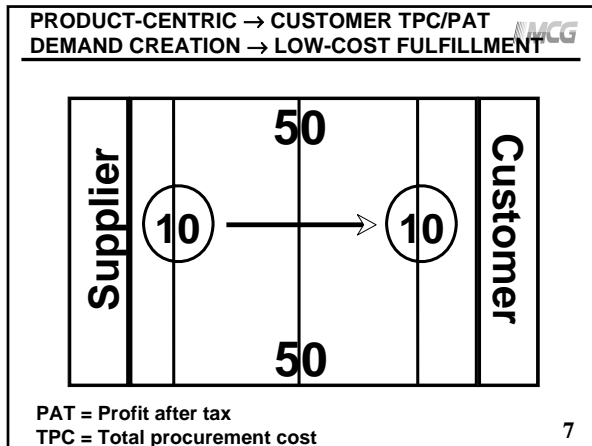 PRODUCT-CENTRIC → CUSTOMER TPC/PAT
DEMAND CREATION → LOW-COST FULFILLMENT
MCG
50
Supplier
10
10
Customer
50
PAT = Profit after tax
TPC = Total procurement cost
7